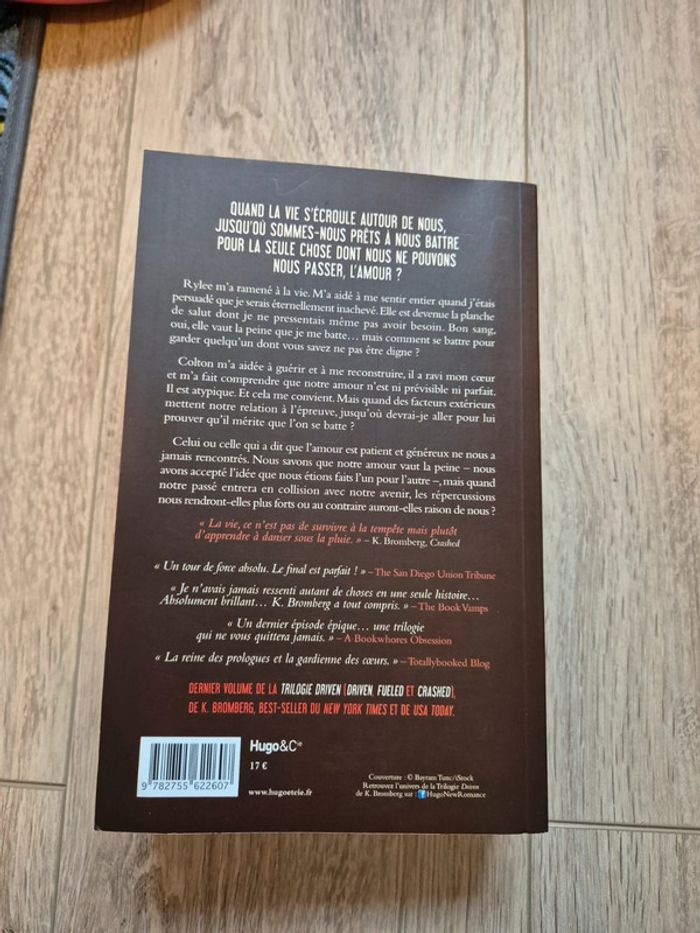 QUAND LA VIE S'ÉCROULE AUTOUR DE NOUS,
JUSQU'OÙ SOMMES-NOUS PRÊTS À NOUS BATTRE
POUR LA SEULE CHOSE DONT NOUS NE POUVONS
NOUS PASSER, L'AMOUR ?
Rylee m'a ramené à la vie. M'a aidé à me sentir entier quand j'étais
persuadé que je serais éternellement inachevé. Elle est devenue la planche
de salut dont je ne pressentais même pas avoir besoin. Bon sang,
oui, elle vaut la peine que je me batte… mais comment se battre pour
garder quelqu'un dont vous savez ne pas être digne ?
Colton m'a aidée à guérir et à me reconstruire, il a ravi mon cœur
et m'a fait comprendre que notre amour n'est ni prévisible ni parfait.
Il est atypique. Et cela me convient. Mais quand des facteurs extérieurs
mettent notre relation à l'épreuve, jusqu'où devrai-je aller pour lui
prouver qu'il mérite que l'on se batte ?
Celui ou celle qui a dit que l'amour est patient et généreux ne nous a
jamais rencontrés. Nous savons que notre amour vaut la peine – nous
avons accepté l'idée que nous étions faits l'un pour l'autre –, mais quand
notre passé entrera en collision avec notre avenir, les répercussions
nous rendront-elles plus forts ou au contraire auront-elles raison de nous ?
« La vie, ce n'est pas de survivre à la tempête mais plutôt
d'apprendre à danser sous la pluie. » – K. Bromberg, Crashed
« Un tour de force absolu. Le final est parfait ! » – The San Diego Union Tribune
« Je n'avais jamais ressenti autant de choses en une seule histoire…
Absolument brillant… K. Bromberg a tout compris. » – The Book Vamps
« Un dernier épisode épique… une trilogie
qui ne vous quittera jamais. » – A Bookwhores Obsession
« La reine des prologues et la gardienne des cœurs. » – Totallybooked Blog
DERNIER VOLUME DE LA TRILOGIE DRIVEN (DRIVEN, FUELED ET CRASHED),
DE K. BROMBERG, BEST-SELLER DU NEW YORK TIMES ET DE USA TODAY.
Hugo&Cie
17 €
9 782755 622607
www.hugoetcie.fr
Couverture : © Bayram Tunc/iStock
Retrouvez l'univers de la Trilogie Driven
de K. Bromberg sur : f HugoNewRomance